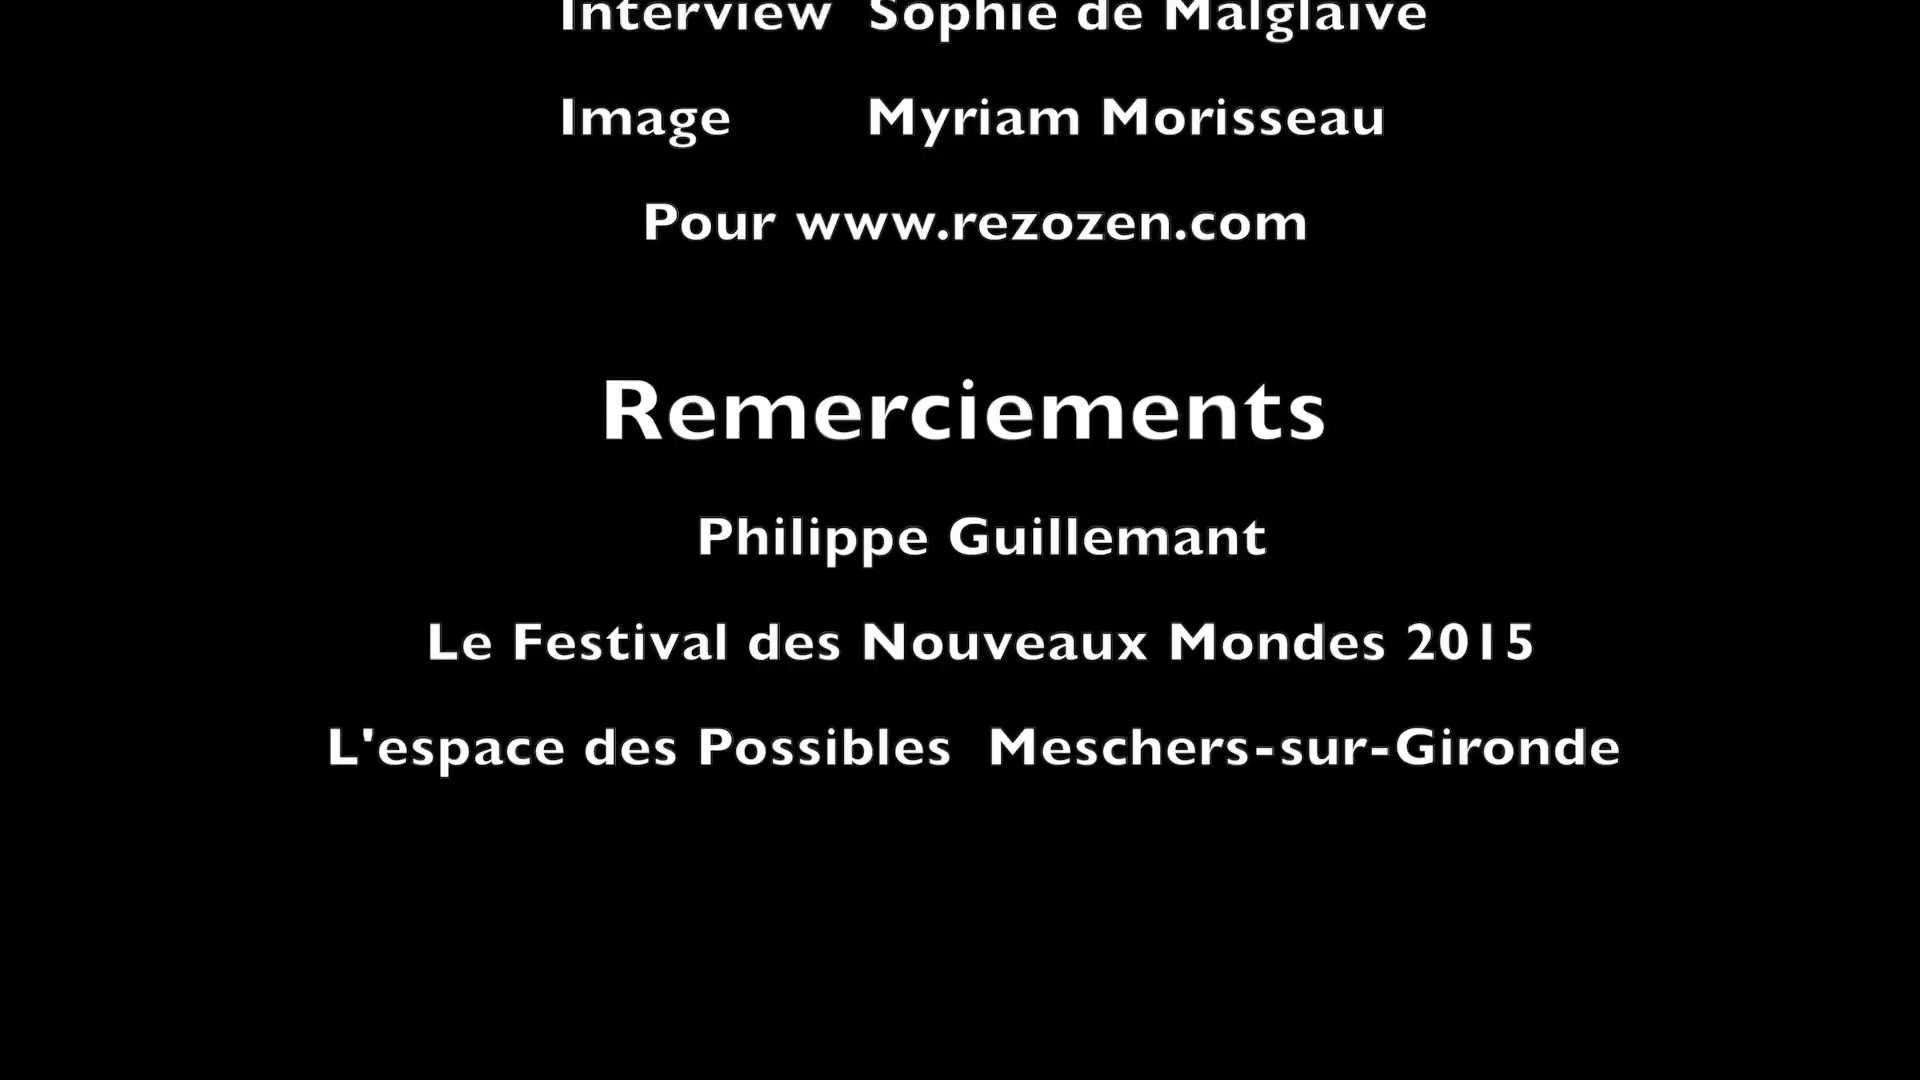 Interview Sophie de Malglaive
Image Myriam Morisseau
Pour www.rezozen.com
Remerciements
Philippe Guillemant
Le Festival des Nouveaux Mondes 2015
L'espace des Possibles Meschers-sur-Gironde